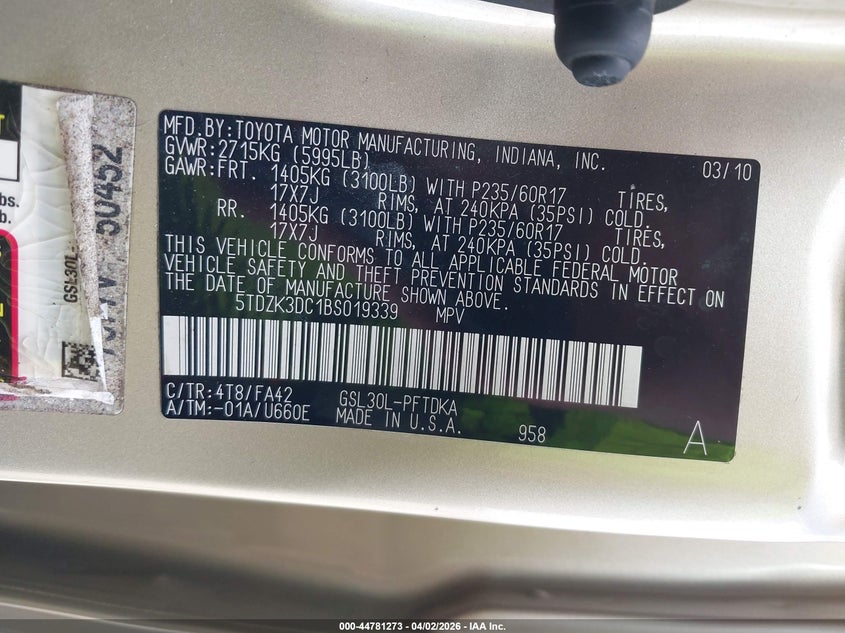 MFD.BY:TOYOTA MOTOR MANUFACTURING, INDIANA, INC. 03/10
GVWR:2715KG (5995LB)
GAWR:FRT. 1405KG (3100LB) WITH P235/60R17 TIRES,
17X7J RIMS, AT 240KPA (35PSI) COLD.
RR. 1405KG (3100LB) WITH P235/60R17 TIRES,
17X7J RIMS, AT 240KPA (35PSI) COLD.
THIS VEHICLE CONFORMS TO ALL APPLICABLE FEDERAL MOTOR
VEHICLE SAFETY AND THEFT PREVENTION STANDARDS IN EFFECT ON
THE DATE OF MANUFACTURE SHOWN ABOVE.
5TDZK3DC1BS019339 MPV
C/TR:4T8/FA42 GSL30L-PFTDKA
A/TM:-01A/U660E MADE IN U.S.A. 958 A
lbs.
b.
GSL30L-
50452
000-44781273 - 04/02/2026 - IAA Inc.